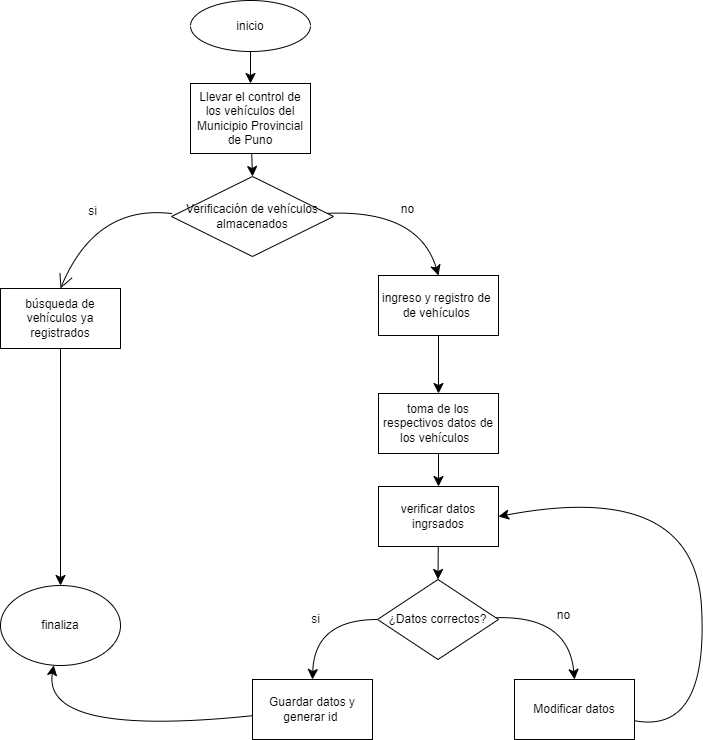 inicio
Llevar el control de
los vehículos del
Municipio Provincial
de Puno
Verificación de vehículos
almacenados
si
no
búsqueda de
vehículos ya
registrados
ingreso y registro de
de vehículos
toma de los
respectivos datos de
los vehículos
verificar datos
ingrsados
¿Datos correctos?
si
no
finaliza
Guardar datos y
generar id
Modificar datos